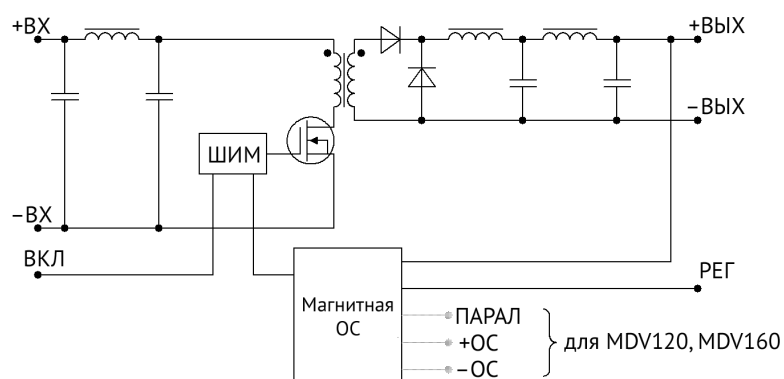 +ВХ
+ВЫХ
–ВЫХ
ШИМ
–ВХ
ВКЛ
РЕГ
Магнитная
ОС
ПАРАЛ
+ОС
–ОС
для MDV120, MDV160